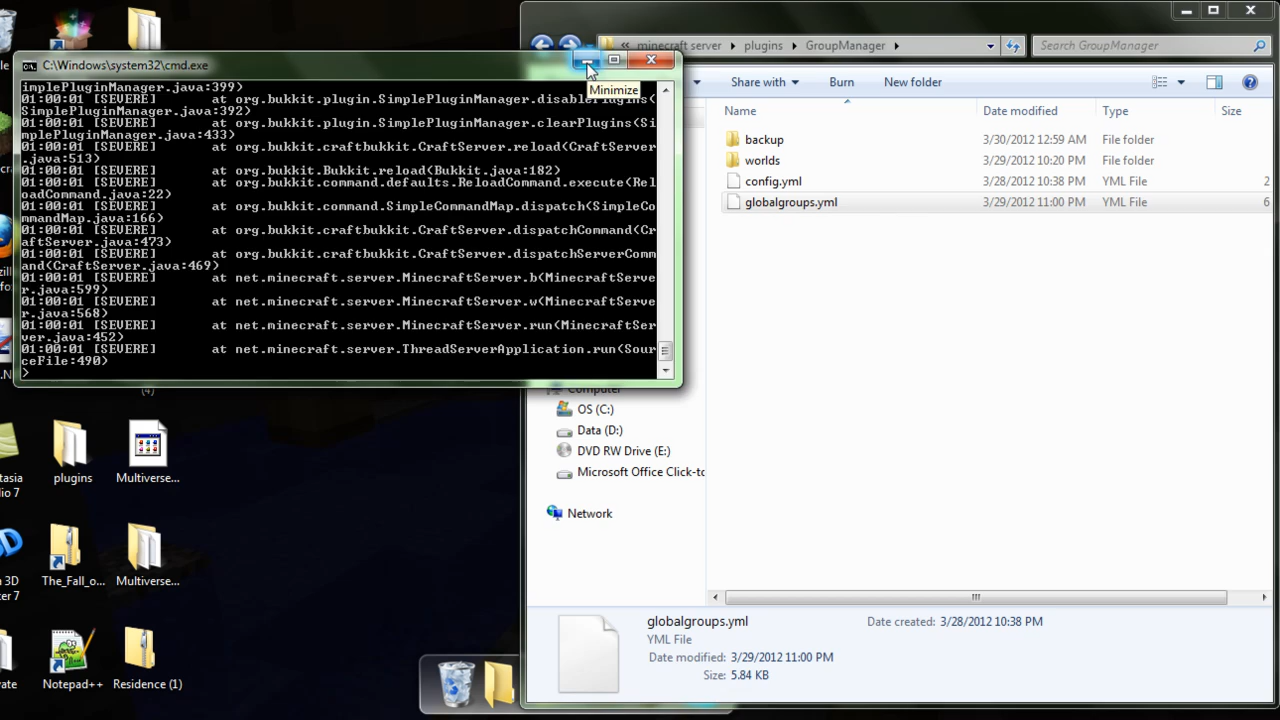 minecraft server
plugins
GroupManager
Search GroupManager
C:\Windows\system32\cmd.exe
Minimize
implePluginManager.java:399)
01:00:01 [SEVERE] at org.bukkit.plugin.SimplePluginManager.disablePlugins(
SimplePluginManager.java:392)
01:00:01 [SEVERE] at org.bukkit.plugin.SimplePluginManager.clearPlugins(Si
mplePluginManager.java:433)
01:00:01 [SEVERE] at org.bukkit.craftbukkit.CraftServer.reload(CraftServer
.java:513)
01:00:01 [SEVERE] at org.bukkit.Bukkit.reload(Bukkit.java:182)
01:00:01 [SEVERE] at org.bukkit.command.defaults.ReloadCommand.execute(Rel
oadCommand.java:22)
01:00:01 [SEVERE] at org.bukkit.command.SimpleCommandMap.dispatch(SimpleCo
mmandMap.java:166)
01:00:01 [SEVERE] at org.bukkit.craftbukkit.CraftServer.dispatchCommand(Cr
aftServer.java:473)
01:00:01 [SEVERE] at org.bukkit.craftbukkit.CraftServer.dispatchServerComm
and(CraftServer.java:469)
01:00:01 [SEVERE] at net.minecraft.server.MinecraftServer.b(MinecraftServe
r.java:599)
01:00:01 [SEVERE] at net.minecraft.server.MinecraftServer.w(MinecraftServe
r.java:568)
01:00:01 [SEVERE] at net.minecraft.server.MinecraftServer.run(MinecraftSer
ver.java:452)
01:00:01 [SEVERE] at net.minecraft.server.ThreadServerApplication.run(Sour
ceFile:490)
>
Share with Burn New folder
Name Date modified Type Size
backup 3/30/2012 12:59 AM File folder
worlds 3/29/2012 10:20 PM File folder
config.yml 3/28/2012 10:38 PM YML File 2
globalgroups.yml 3/29/2012 11:00 PM YML File 6
Computer
OS (C:)
Data (D:)
DVD RW Drive (E:)
Microsoft Office Click-to
Network
globalgroups.yml Date created: 3/28/2012 10:38 PM
YML File
Date modified: 3/29/2012 11:00 PM
Size: 5.84 KB
(4)
plugins
Multiverse...
The_Fall_o...
Multiverse...
Notepad++
Residence (1)